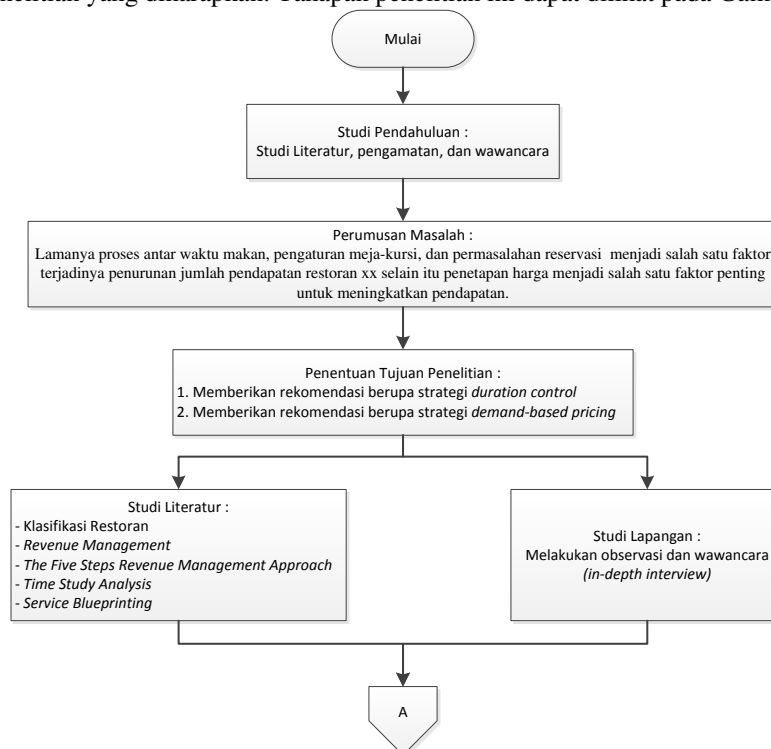 yang diharapkan. Tahapan penelitian ini dapat dilihat pada
Mulai
Studi Pendahuluan :
Studi Literatur, pengamatan, dan wawancara
Perumusan Masalah :
Lamanya proses antar waktu makan, pengaturan meja-kursi, dan permasalahan reservasi menjadi salah satu faktor
terjadinya penurunan jumlah pendapatan restoran xx selain itu penetapan harga menjadi salah satu faktor penting
untuk meningkatkan pendapatan.
Penentuan Tujuan Penelitian :
1. Memberikan rekomendasi berupa strategi duration control
2. Memberikan rekomendasi berupa strategi demand-based pricing
Studi Literatur :
- Klasifikasi Restoran
- Revenue Management
- The Five Steps Revenue Management Approach
- Time Study Analysis
- Service Blueprinting
Studi Lapangan :
Melakukan observasi dan wawancara
(in-depth interview)
A